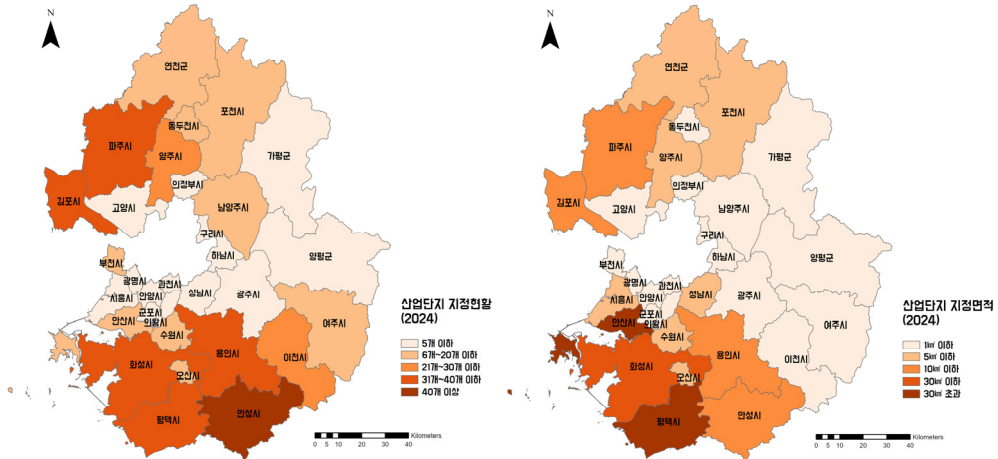 N
연천군
포천시
동두천시
파주시
양주시
가평군
의정부시
김포시
고양시
남양주시
구리시
하남시
양평군
부천시
광명시
과천시
시흥시
안양시
성남시
광주시
군포시
의왕시
안산시
수원시
여주시
용인시
이천시
화성시
오산시
안성시
평택시
산업단지 지정현황
(2024)
5개 이하
6개~20개 이하
21개~30개 이하
31개~40개 이하
40개 이상
0 5 10 20 30 40 Kilometers
N
연천군
포천시
동두천시
파주시
양주시
가평군
의정부시
김포시
고양시
남양주시
구리시
하남시
양평군
부천시
광명시
과천시
시흥시
안양시
성남시
광주시
군포시
의왕시
안산시
수원시
여주시
용인시
이천시
화성시
오산시
안성시
평택시
산업단지 지정면적
(2024)
1㎢ 이하
5㎢ 이하
10㎢ 이하
30㎢ 이하
30㎢ 초과
0 5 10 20 30 40 Kilometers